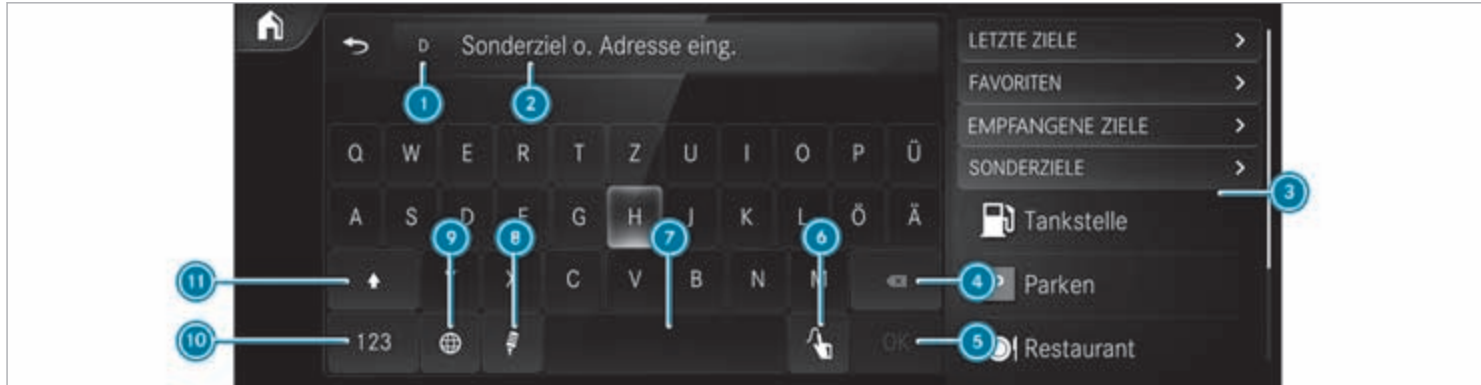 D Sonderziel o. Adresse eing.
1 2
Q W E R T Z U I O P Ü
A S D F G H J K L Ö Ä
9 8 7 6
11 Y X C V B N M 4
10 123 OK 5
LETZTE ZIELE
FAVORITEN
EMPFANGENE ZIELE
SONDERZIELE
3
Tankstelle
P Parken
Restaurant